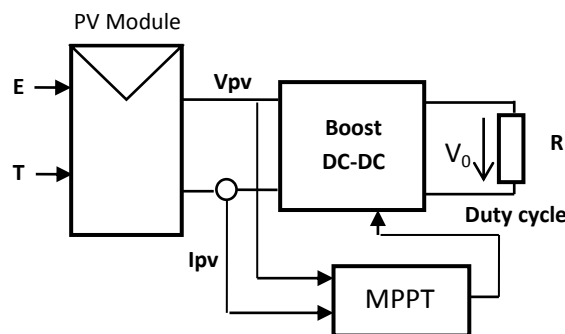 PV Module
E
Vpv
Boost
DC-DC
V₀
R
T
Duty cycle
Ipv
MPPT